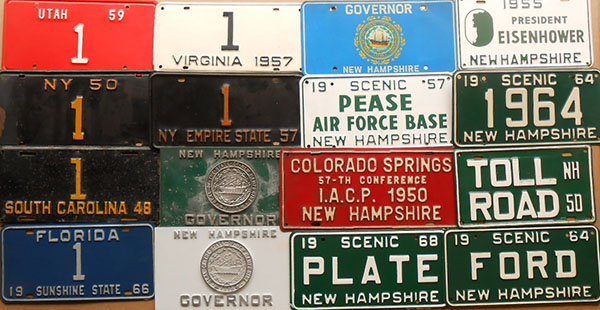 UTAH 59
1
1
VIRGINIA 1957
GOVERNOR
NEW HAMPSHIRE
1955
PRESIDENT
EISENHOWER
NEW HAMPSHIRE
NY 50
1
1
NY EMPIRE STATE 57
19 SCENIC 57
PEASE
AIR FORCE BASE
NEW HAMPSHIRE
19 SCENIC 64
1964
NEW HAMPSHIRE
1
SOUTH CAROLINA 48
NEW HAMPSHIRE
GOVERNOR
COLORADO SPRINGS
57-TH CONFERENCE
I.A.C.P. 1950
NEW HAMPSHIRE
TOLL NH
ROAD 50
FLORIDA
1
19 SUNSHINE STATE 66
NEW HAMPSHIRE
GOVERNOR
19 SCENIC 68
PLATE
NEW HAMPSHIRE
19 SCENIC 64
FORD
NEW HAMPSHIRE